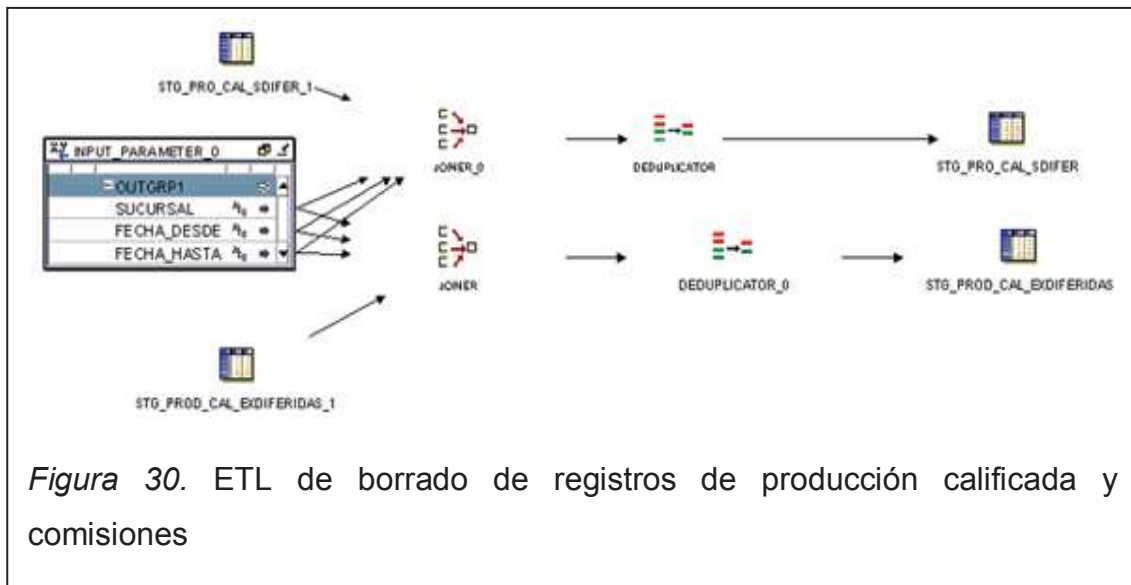 STG_PRO_CAL_SDIFER_1
INPUT_PARAMETER_0
OUTGRP1
SUCURSAL
FECHA_DESDE
FECHA_HASTA
JOINER_0
DEDUPLICATOR
STG_PRO_CAL_SDIFER
JOINER
DEDUPLICATOR_0
STG_PROD_CAL_EXDIFERIDAS
STG_PROD_CAL_EXDIFERIDAS_1
Figura 30. ETL de borrado de registros de producción calificada y
comisiones